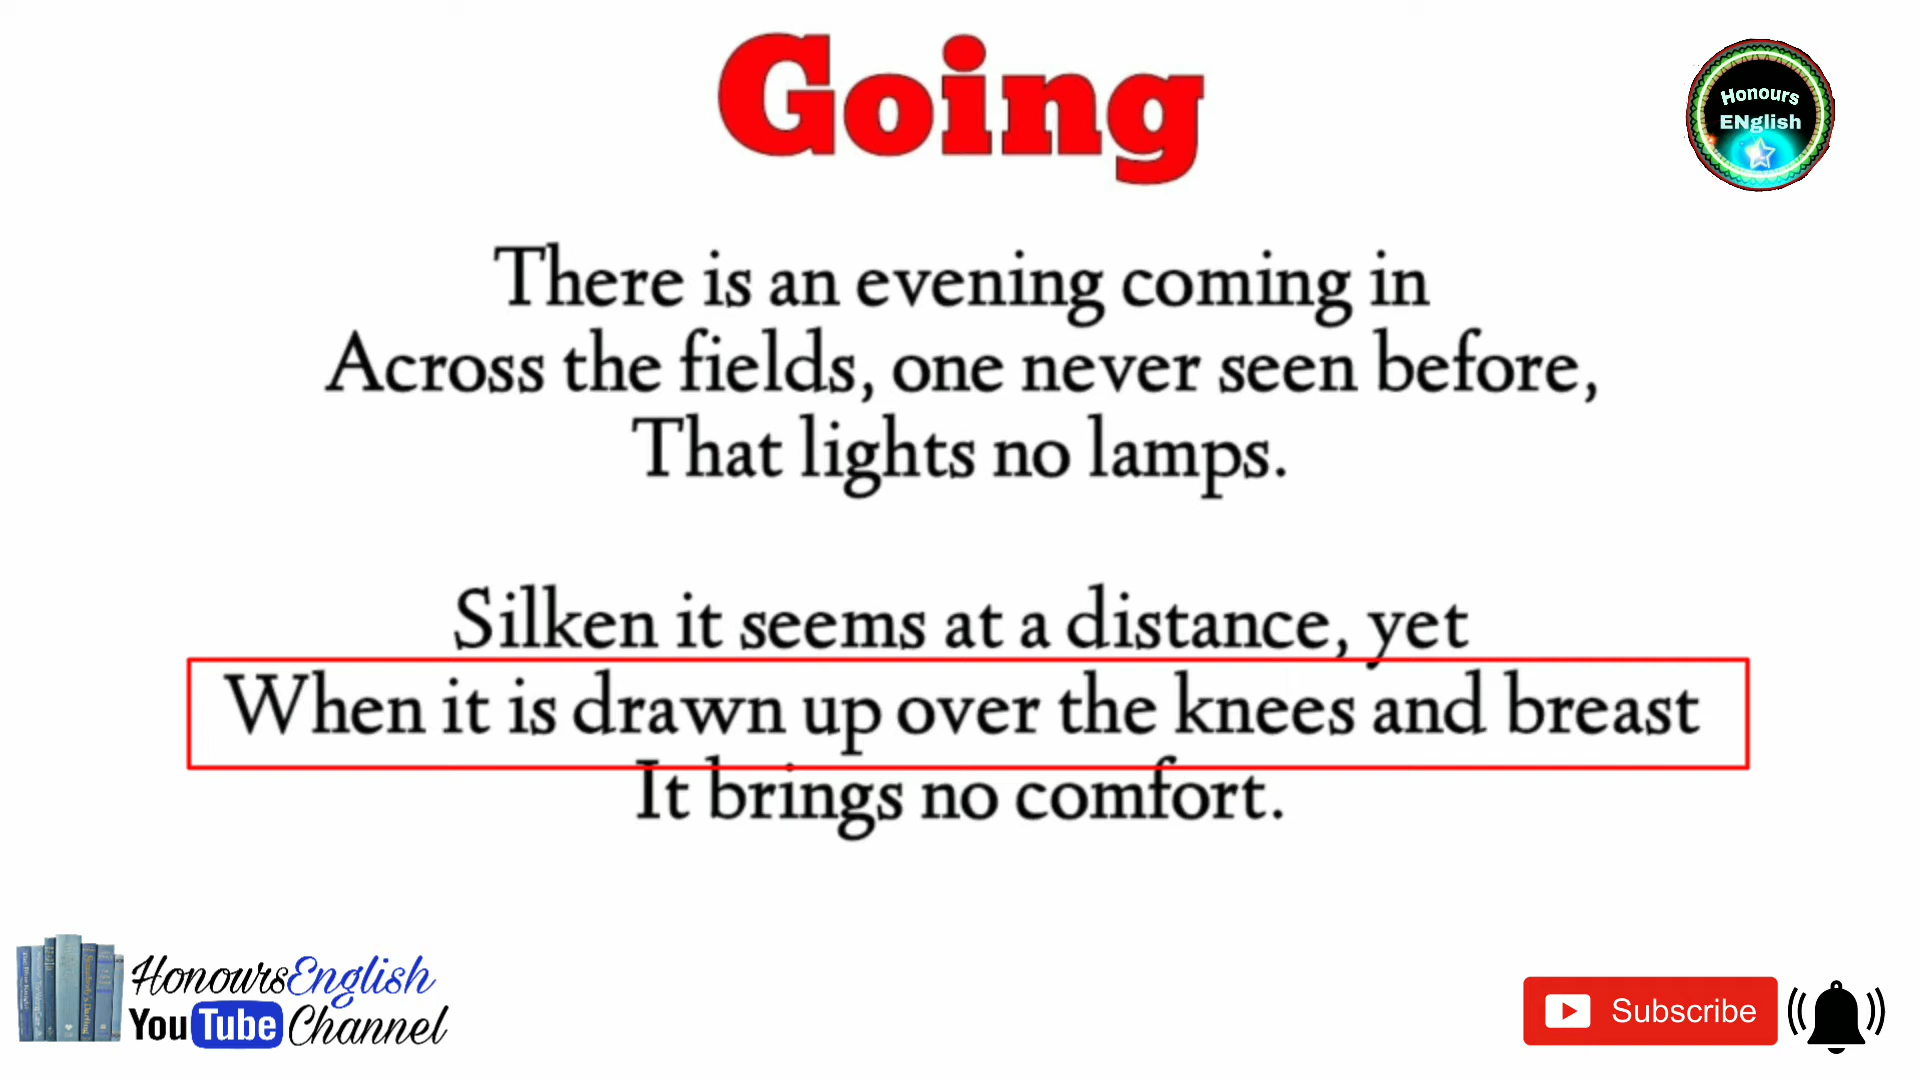 Going
Honours
ENglish
There is an evening coming in
Across the fields, one never seen before,
That lights no lamps.
Silken it seems at a distance, yet
When it is drawn up over the knees and breast
It brings no comfort.
HonoursEnglish
YouTube Channel
Subscribe